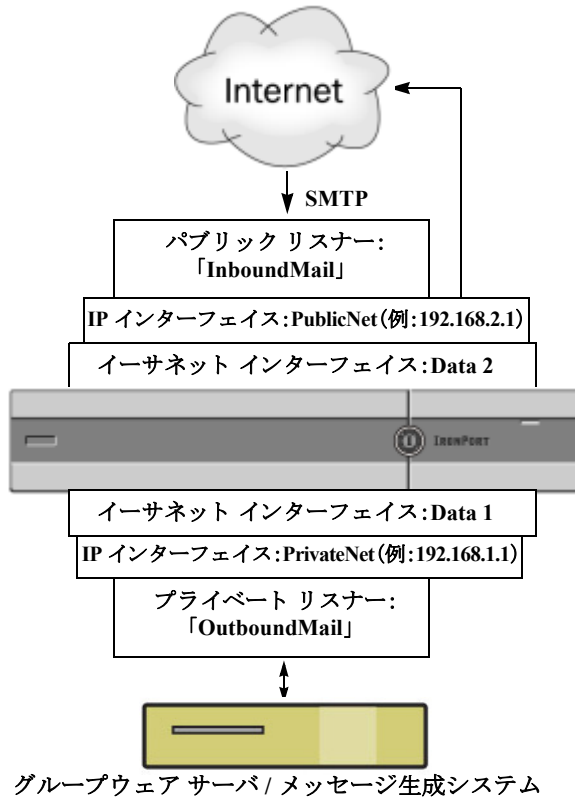 Internet
SMTP
パブリック リスナー:
「InboundMail」
IP インターフェイス:PublicNet(例:192.168.2.1)
イーサネット インターフェイス:Data 2
IRONPORT
イーサネット インターフェイス:Data 1
IP インターフェイス:PrivateNet(例:192.168.1.1)
プライベート リスナー:
「OutboundMail」
グループウェア サーバ / メッセージ生成システム